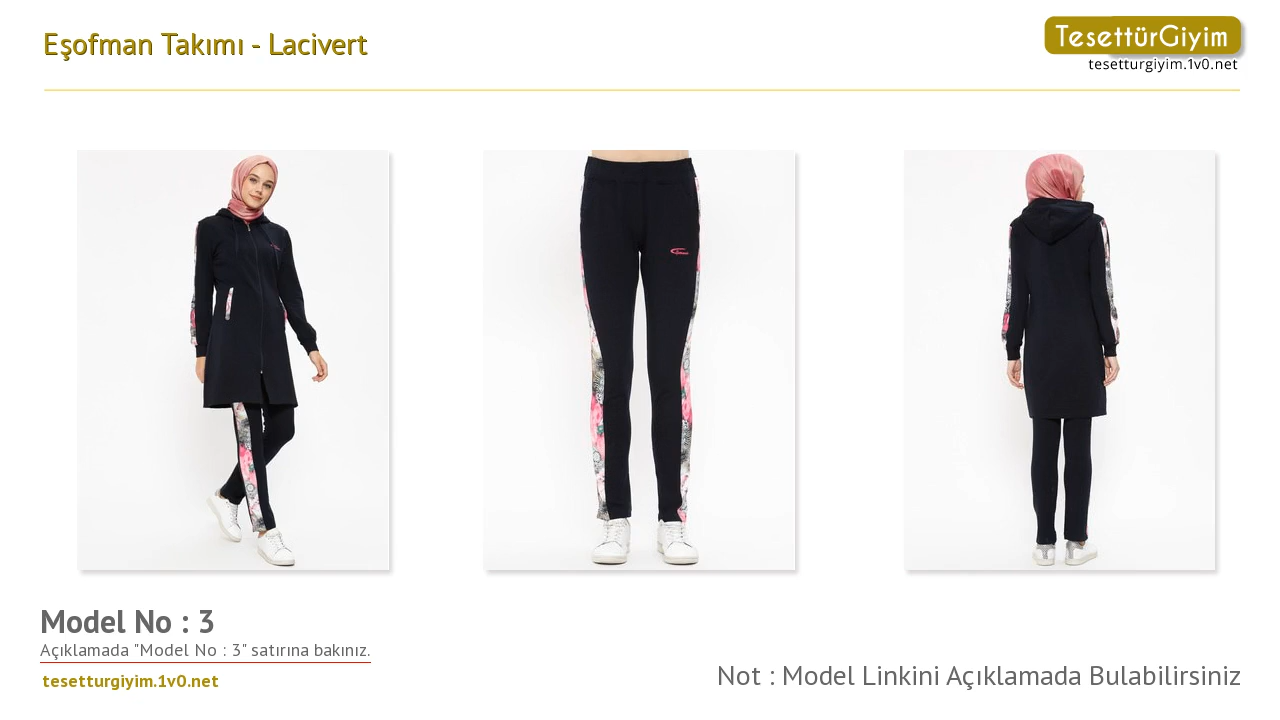 Eşofman Takımı - Lacivert
TesettürGiyim
tesetturgiyim.1v0.net
Model No : 3
Açıklamada "Model No : 3" satırına bakınız.
tesetturgiyim.1v0.net
Not : Model Linkini Açıklamada Bulabilirsiniz